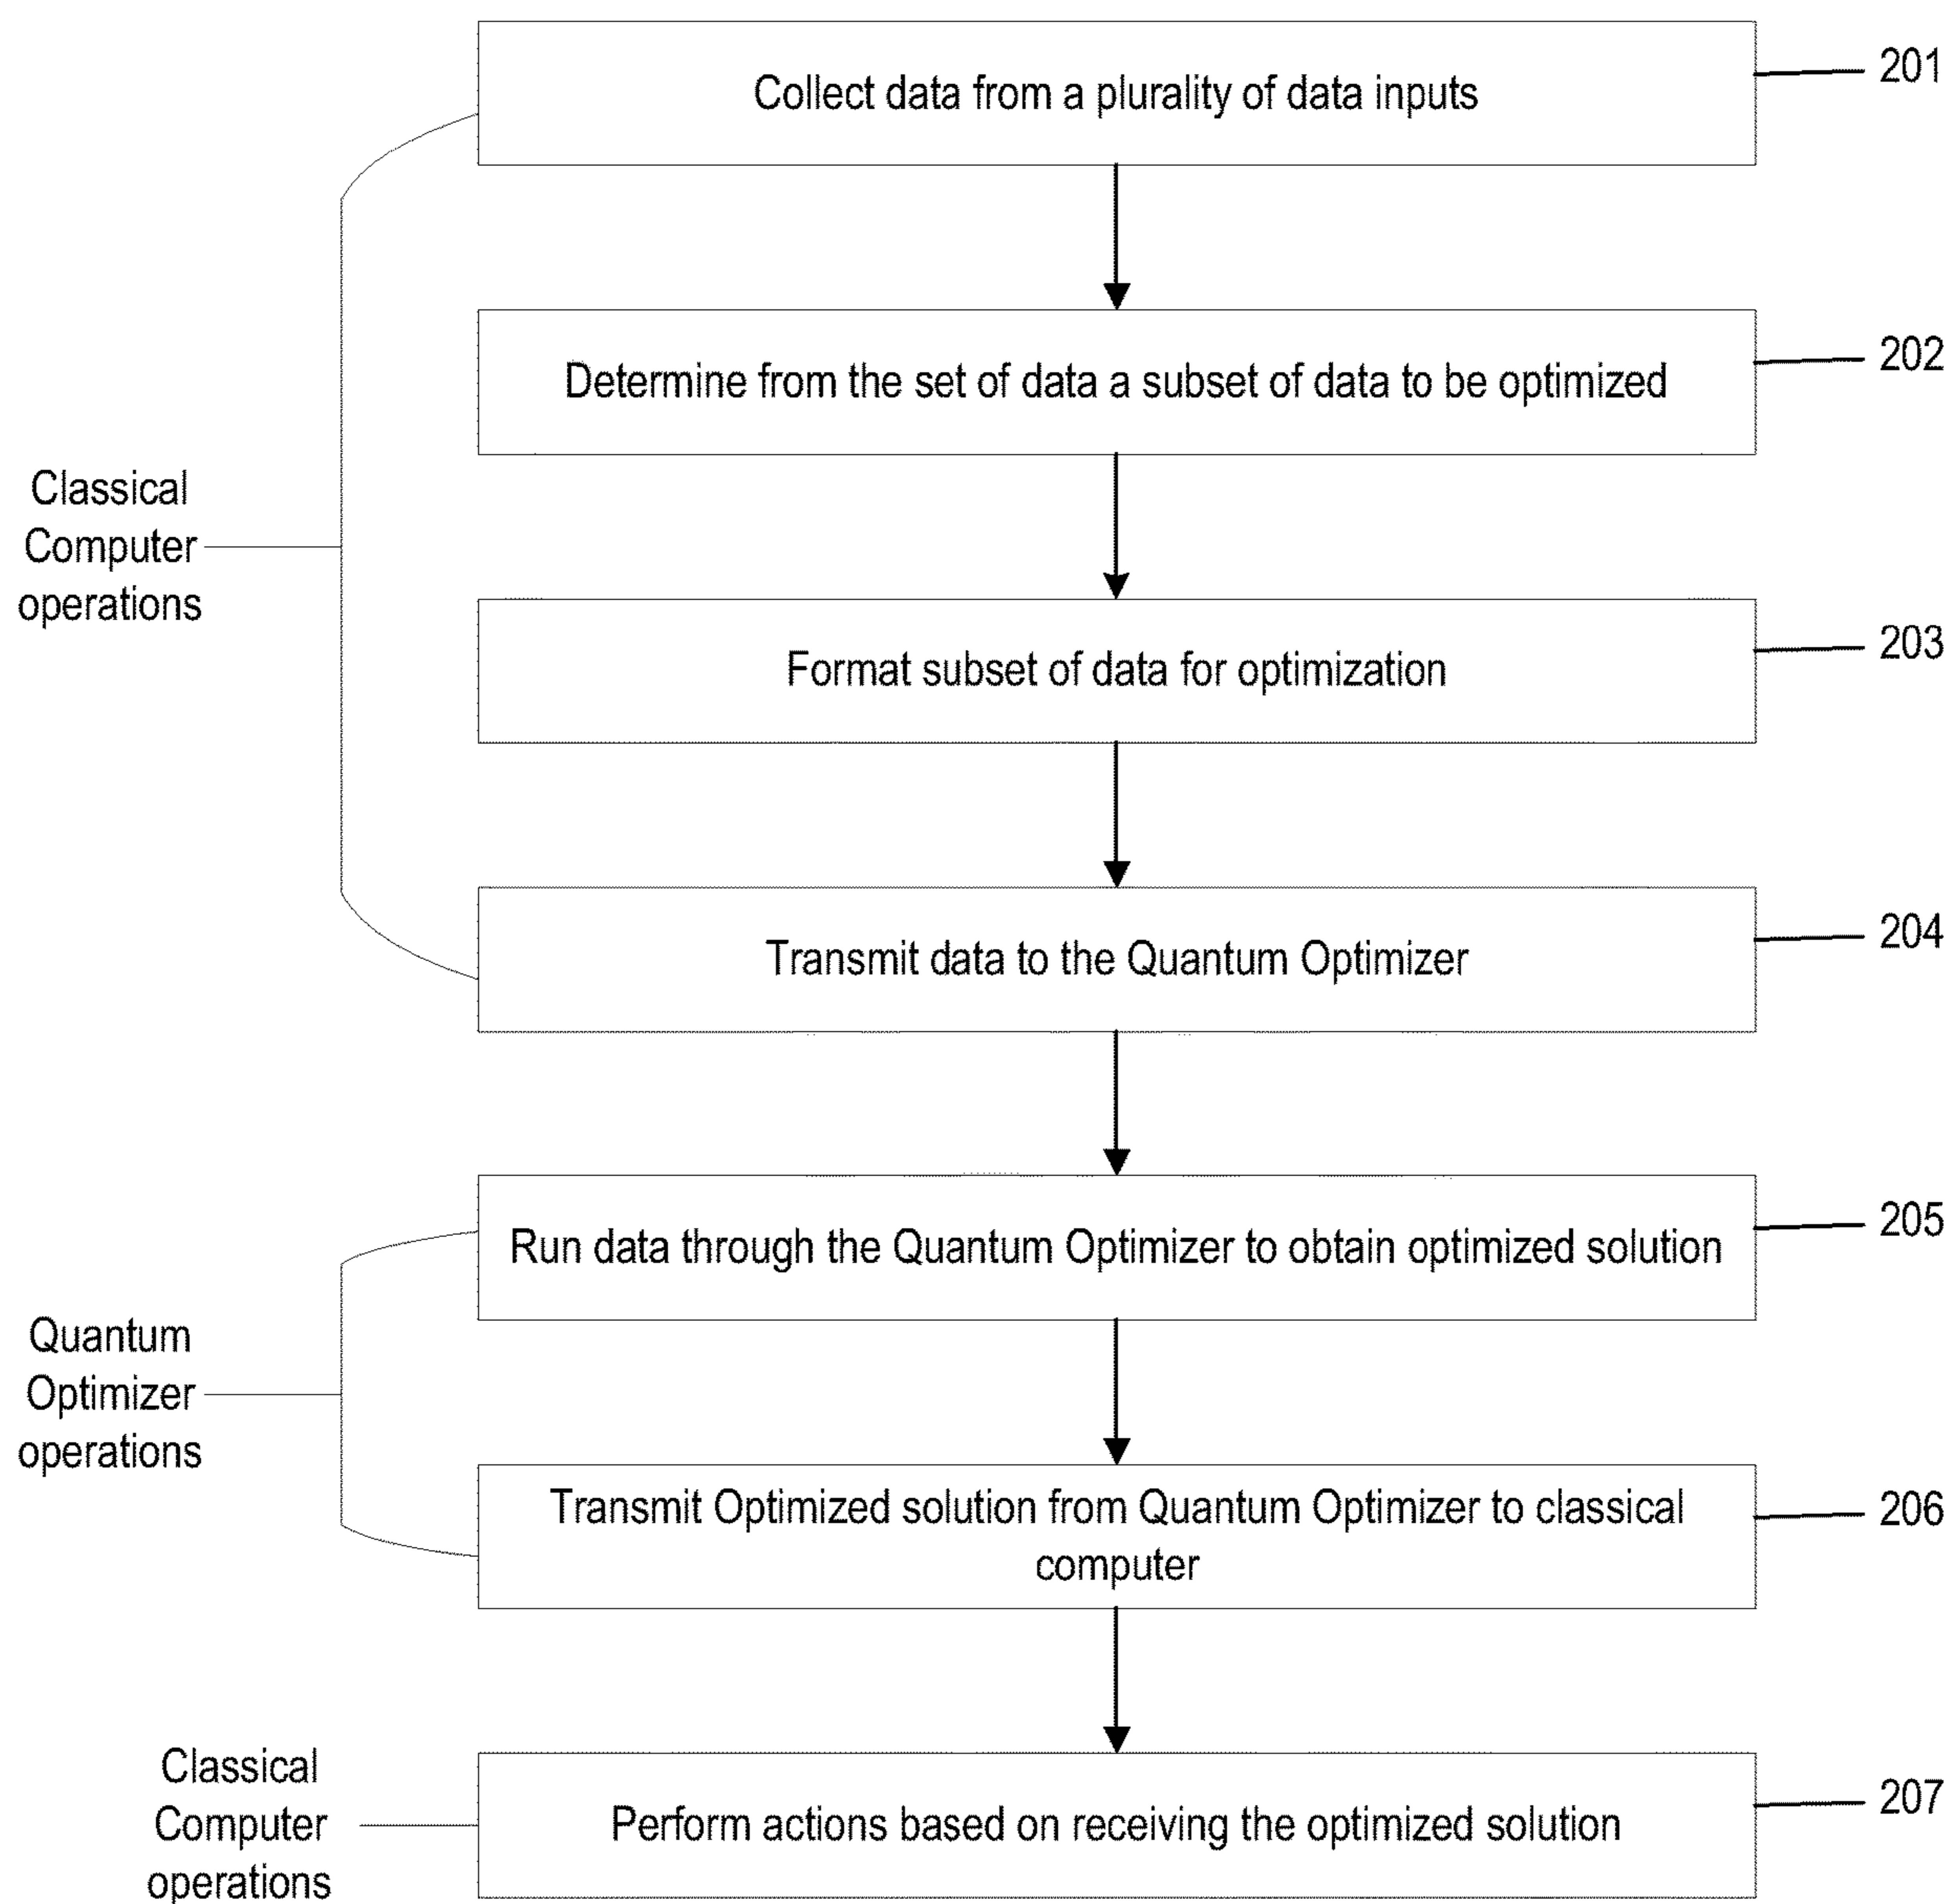 Collect data from a plurality of data inputs
201
Determine from the set of data a subset of data to be optimized
202
Classical
Computer
operations
Format subset of data for optimization
203
Transmit data to the Quantum Optimizer
204
Run data through the Quantum Optimizer to obtain optimized solution
205
Quantum
Optimizer
operations
Transmit Optimized solution from Quantum Optimizer to classical
computer
206
Classical
Computer
operations
Perform actions based on receiving the optimized solution
207